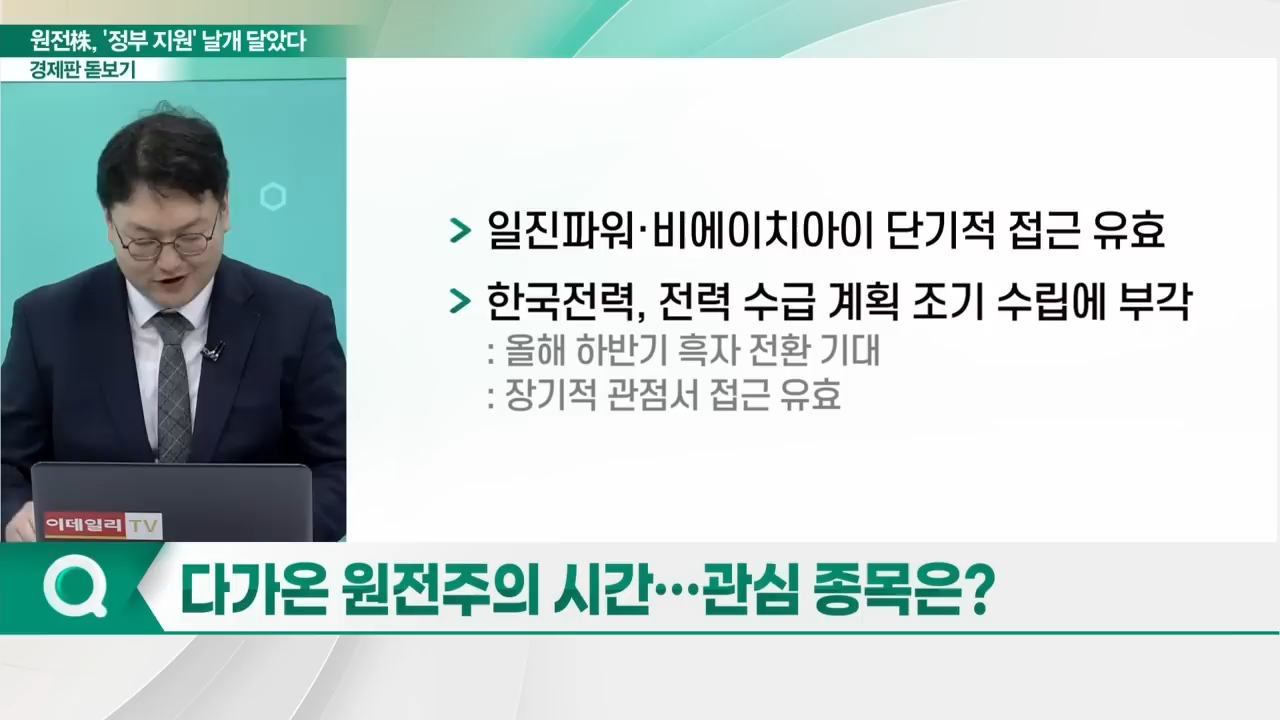 원전株, '정부 지원' 날개 달았다
경제판 돋보기
> 일진파워·비에이치아이 단기적 접근 유효
> 한국전력, 전력 수급 계획 조기 수립에 부각
: 올해 하반기 흑자 전환 기대
: 장기적 관점서 접근 유효
이데일리 TV
다가온 원전주의 시간…관심 종목은?